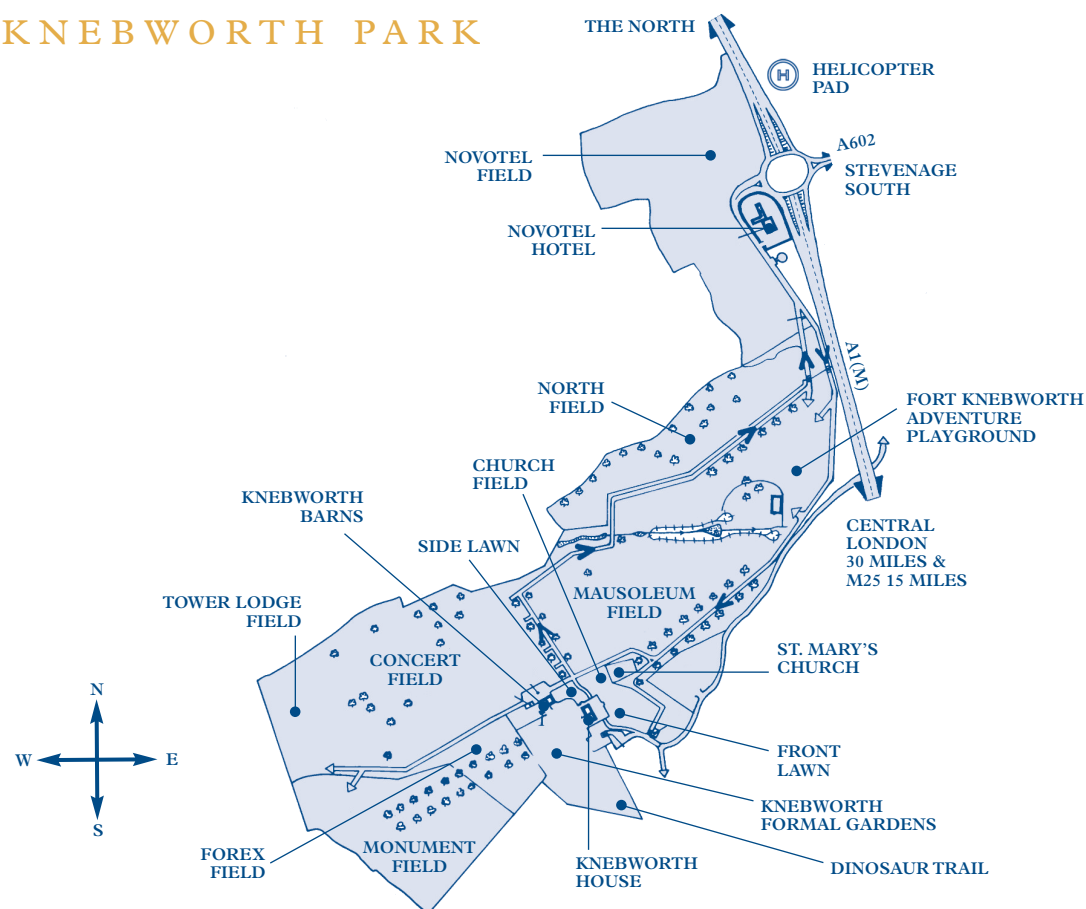 KNEBWORTH PARK
THE NORTH
H
HELICOPTER
PAD
A602
STEVENAGE
SOUTH
NOVOTEL
FIELD
NOVOTEL
HOTEL
A1(M)
NORTH
FIELD
FORT KNEBWORTH
ADVENTURE
PLAYGROUND
CHURCH
FIELD
KNEBWORTH
BARNS
SIDE LAWN
CENTRAL
LONDON
30 MILES &
M25 15 MILES
MAUSOLEUM
FIELD
TOWER LODGE
FIELD
CONCERT
FIELD
ST. MARY'S
CHURCH
N
W
E
S
FRONT
LAWN
KNEBWORTH
FORMAL GARDENS
MONUMENT
FIELD
FOREX
FIELD
KNEBWORTH
HOUSE
DINOSAUR TRAIL